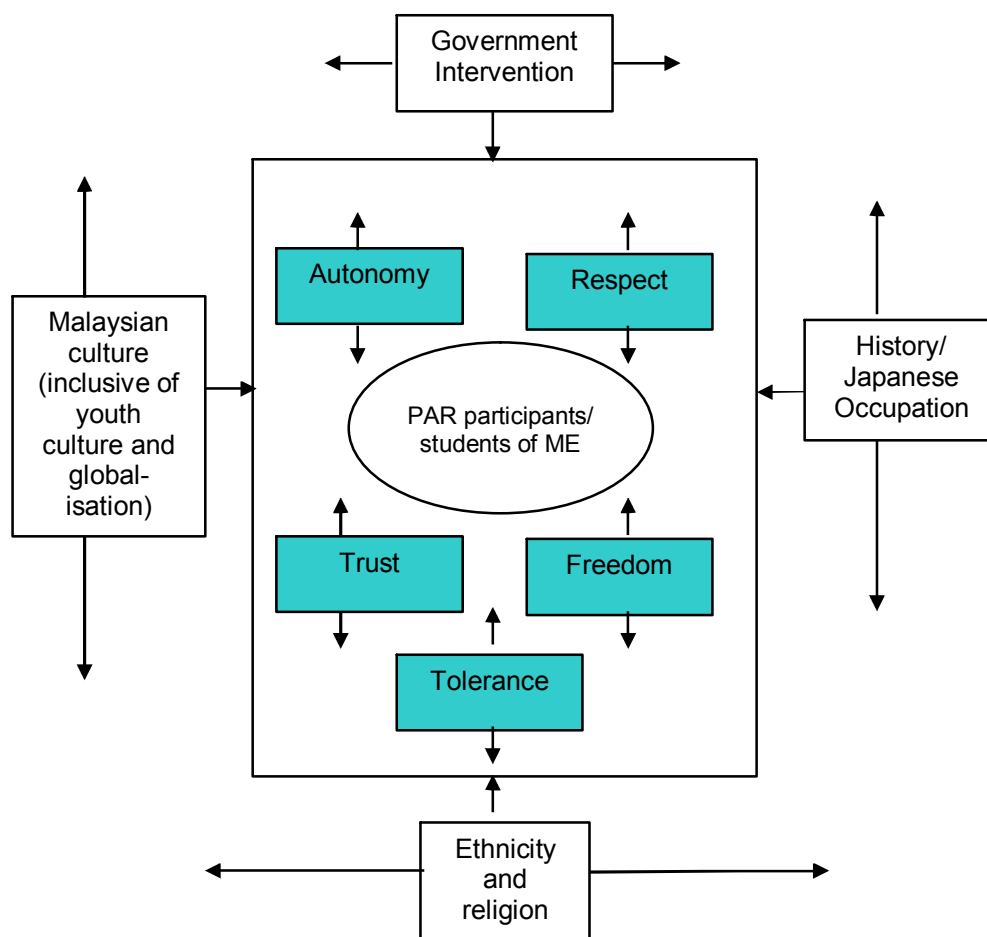 Government
Intervention
Autonomy
Respect
Malaysian
culture
(inclusive of
youth
culture and
global-
isation)
History/
Japanese
Occupation
PAR participants/
students of ME
Trust
Freedom
Tolerance
Ethnicity
and
religion